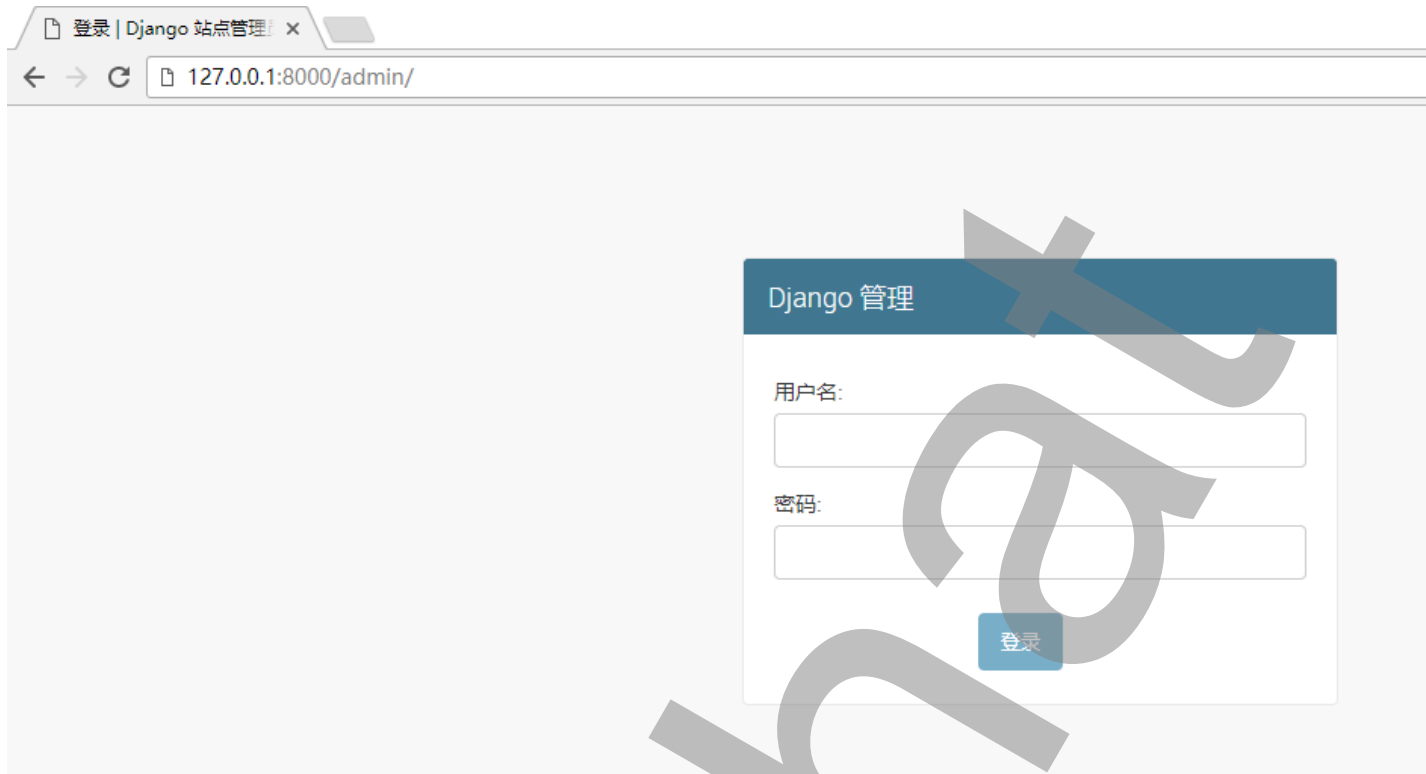 登录 | Django 站点管理
127.0.0.1:8000/admin/
Django 管理
用户名:
密码:
登录
hat